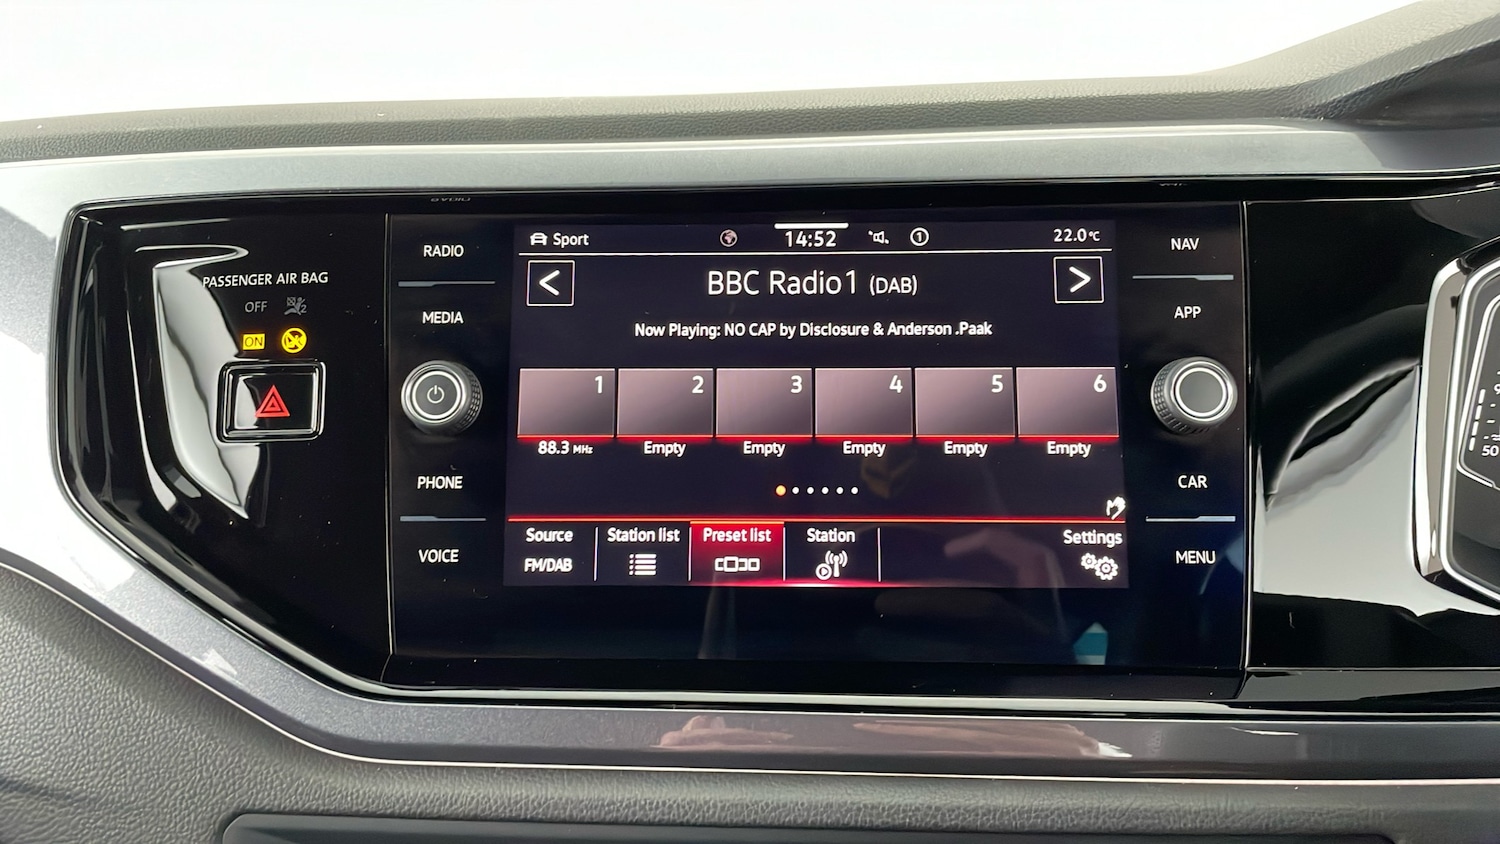 PASSENGER AIR BAG
OFF
2
ON
RADIO
MEDIA
PHONE
VOICE
Sport
14:52
1
22.0°C
<
BBC Radio1 (DAB)
>
Now Playing: NO CAP by Disclosure & Anderson .Paak
1 2 3 4 5 6
88.3 MHz Empty Empty Empty Empty Empty
Source Station list Preset list Station Settings
FM/DAB
NAV
APP
CAR
MENU
50